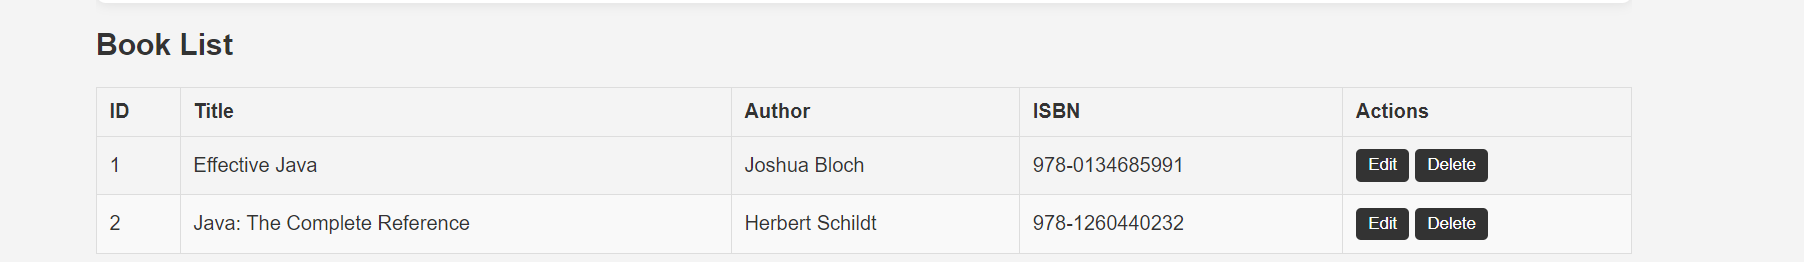 Book List
ID Title Author ISBN Actions
1 Effective Java Joshua Bloch 978-0134685991 Edit Delete
2 Java: The Complete Reference Herbert Schildt 978-1260440232 Edit Delete